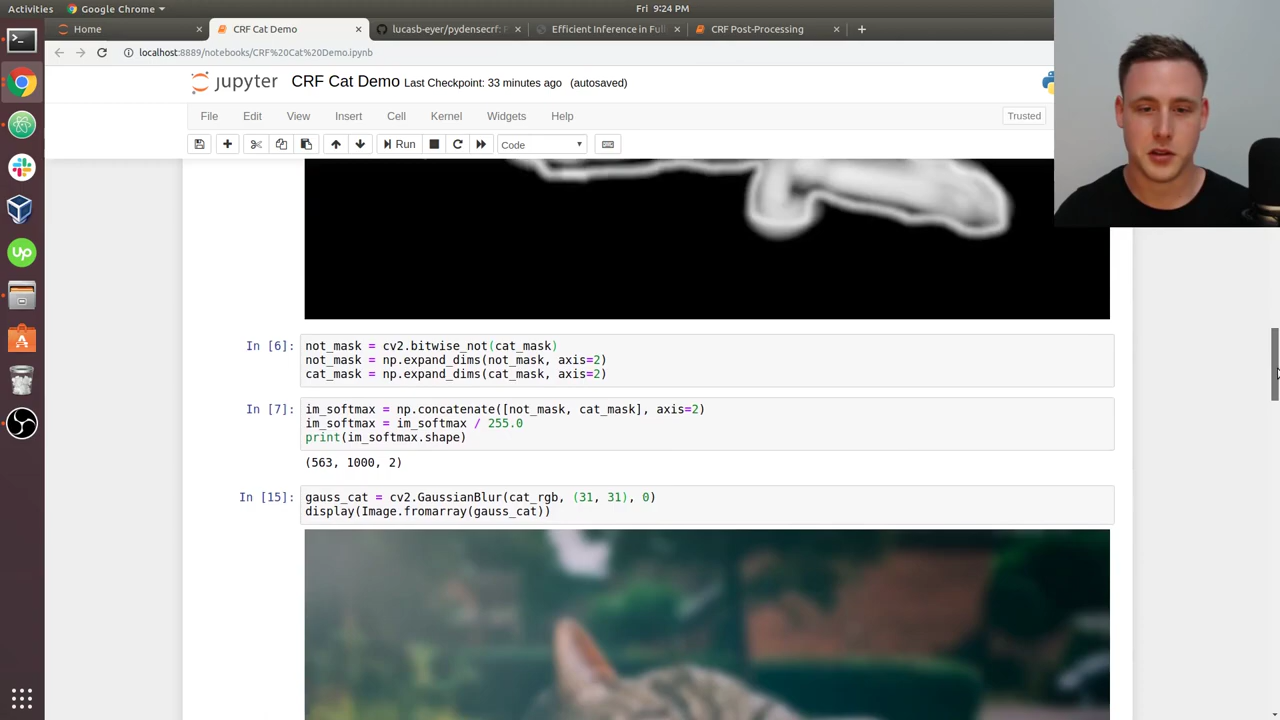 Activities
Google Chrome
Fri 9:24 PM
Home
CRF Cat Demo
lucasb-eyer/pydensecrf:
Efficient Inference in
CRF Post-Processing
localhost:8889/notebooks/CRF%20Cat%20Demo.ipynb
jupyter
CRF Cat Demo
Last Checkpoint: 33 minutes ago
(autosaved)
File
Edit
View
Insert
Cell
Kernel
Widgets
Help
Trusted
Run
Code
In [6]:
not_mask = cv2.bitwise_not(cat_mask)
not_mask = np.expand_dims(not_mask, axis=2)
cat_mask = np.expand_dims(cat_mask, axis=2)
In [7]:
im_softmax = np.concatenate([not_mask, cat_mask], axis=2)
im_softmax = im_softmax / 255.0
print(im_softmax.shape)
(563, 1000, 2)
In [15]:
gauss_cat = cv2.GaussianBlur(cat_rgb, (31, 31), 0)
display(Image.fromarray(gauss_cat))
Up